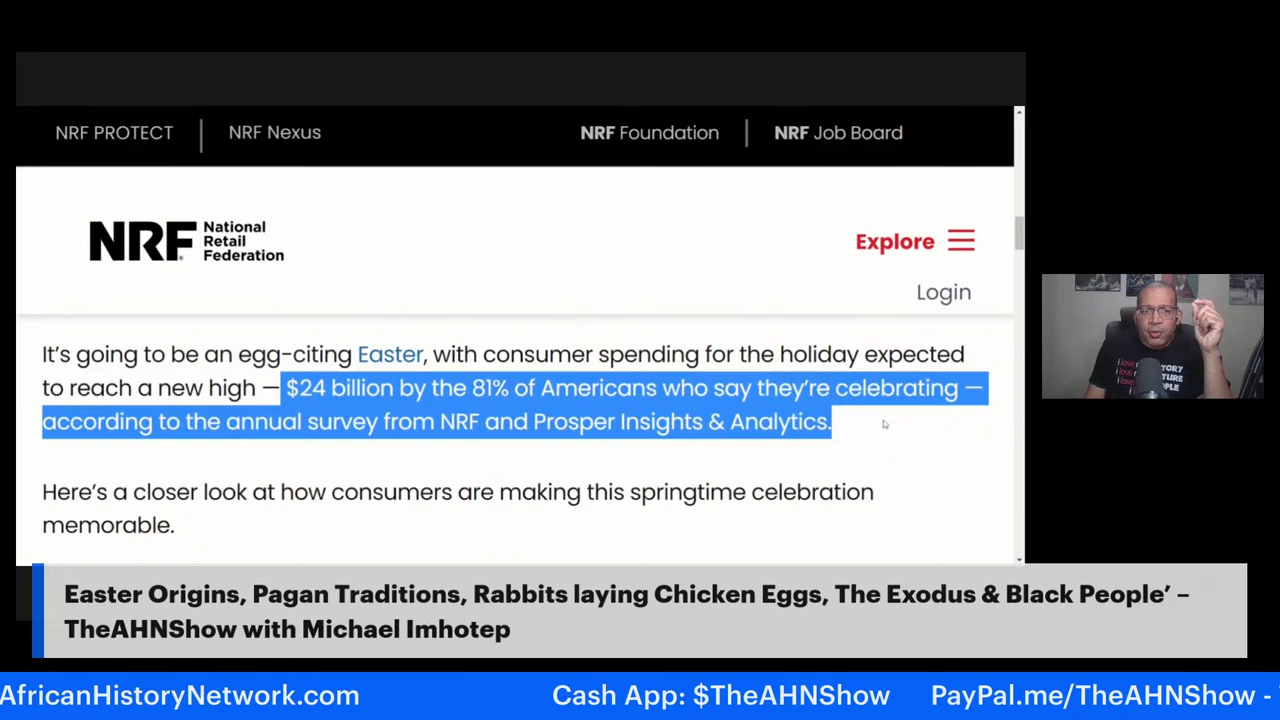 NRF PROTECT
NRF Nexus
NRF Foundation
NRF Job Board
NRF National
Retail
Federation
Explore
Login
It's going to be an egg-citing Easter, with consumer spending for the holiday expected
to reach a new high — $24 billion by the 81% of Americans who say they're celebrating —
according to the annual survey from NRF and Prosper Insights & Analytics.
Here's a closer look at how consumers are making this springtime celebration
memorable.
Easter Origins, Pagan Traditions, Rabbits laying Chicken Eggs, The Exodus & Black People' –
TheAHNShow with Michael Imhotep
AfricanHistoryNetwork.com
Cash App: $TheAHNShow
PayPal.me/TheAHNShow -